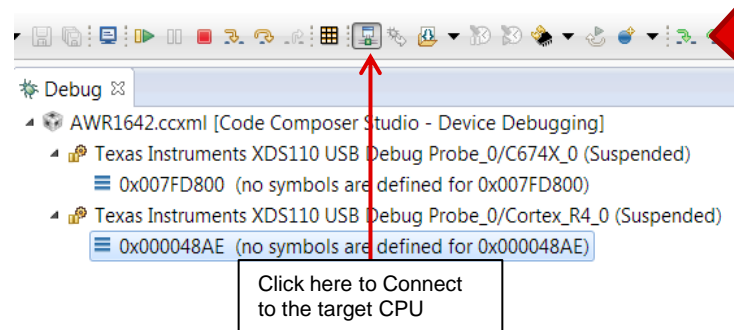 Debug
AWR1642.ccxml [Code Composer Studio - Device Debugging]
Texas Instruments XDS110 USB Debug Probe_0/C674X_0 (Suspended)
0x007FD800 (no symbols are defined for 0x007FD800)
Texas Instruments XDS110 USB Debug Probe_0/Cortex_R4_0 (Suspended)
0x000048AE (no symbols are defined for 0x000048AE)
Click here to Connect
to the target CPU